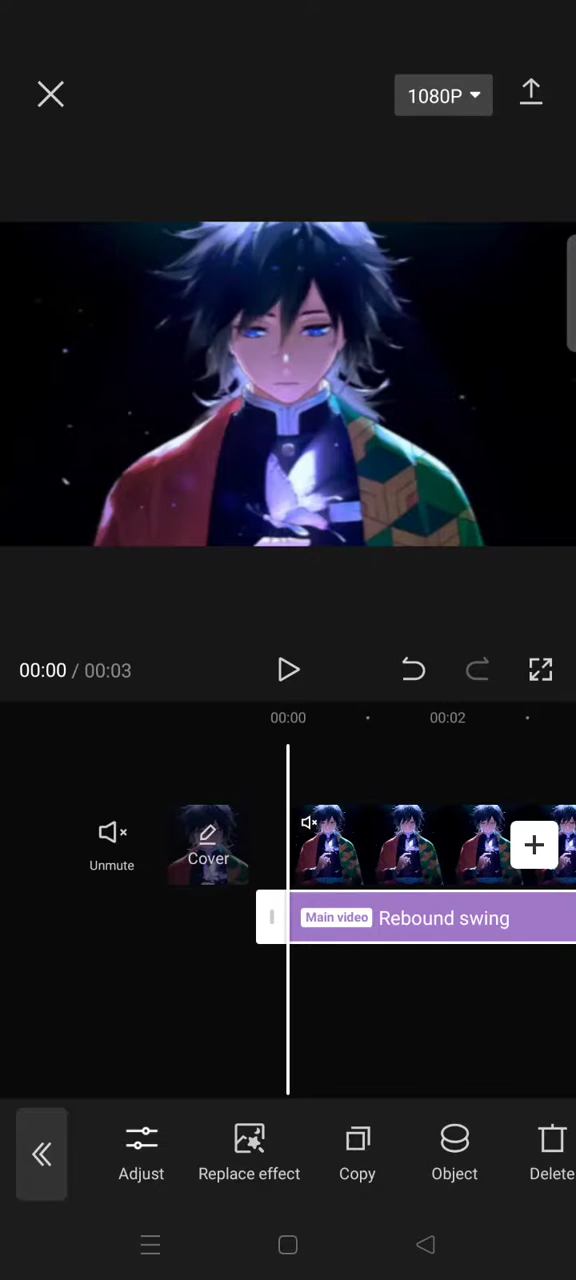 1080P
00:00 / 00:03
00:00
00:02
Unmute
Cover
Main video Rebound swing
Adjust
Replace effect
Copy
Object
Delete